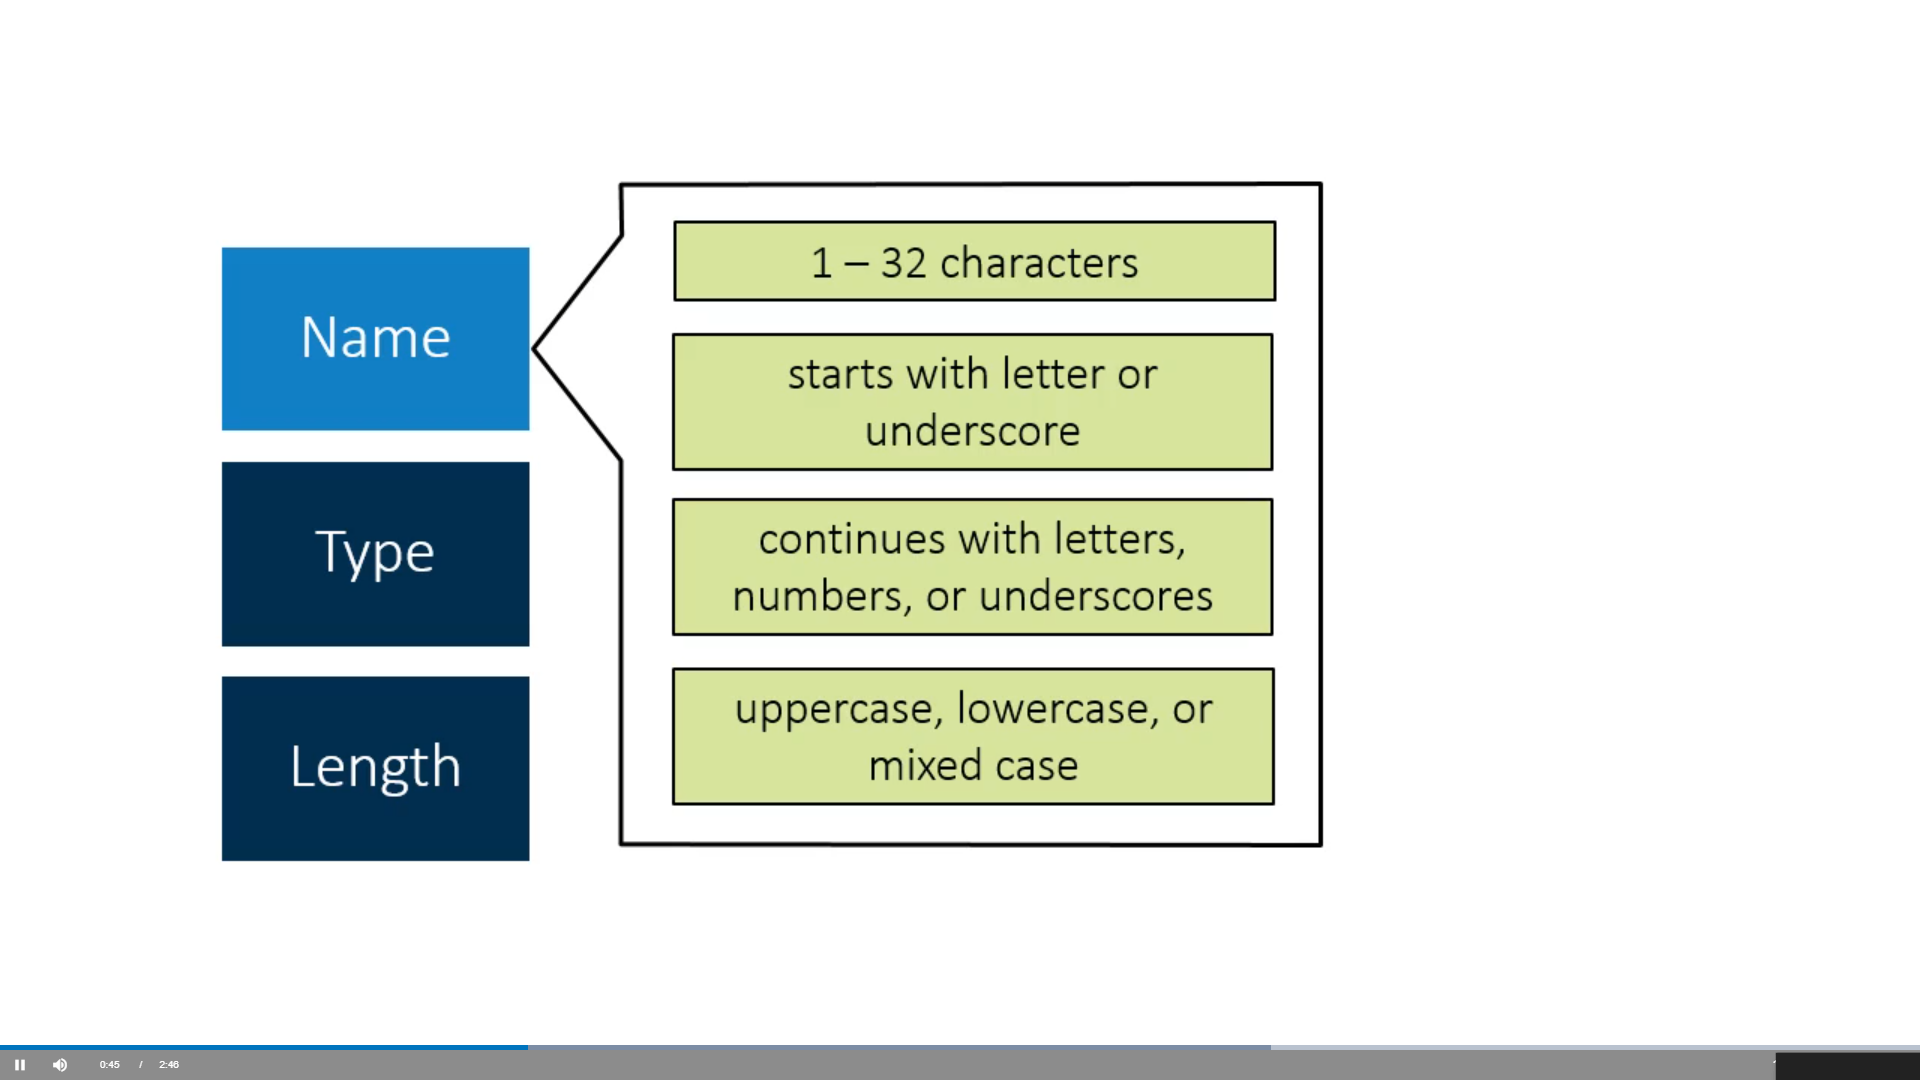 Name
1 – 32 characters
starts with letter or
underscore
Type
continues with letters,
numbers, or underscores
Length
uppercase, lowercase, or
mixed case
0:45 / 2:46